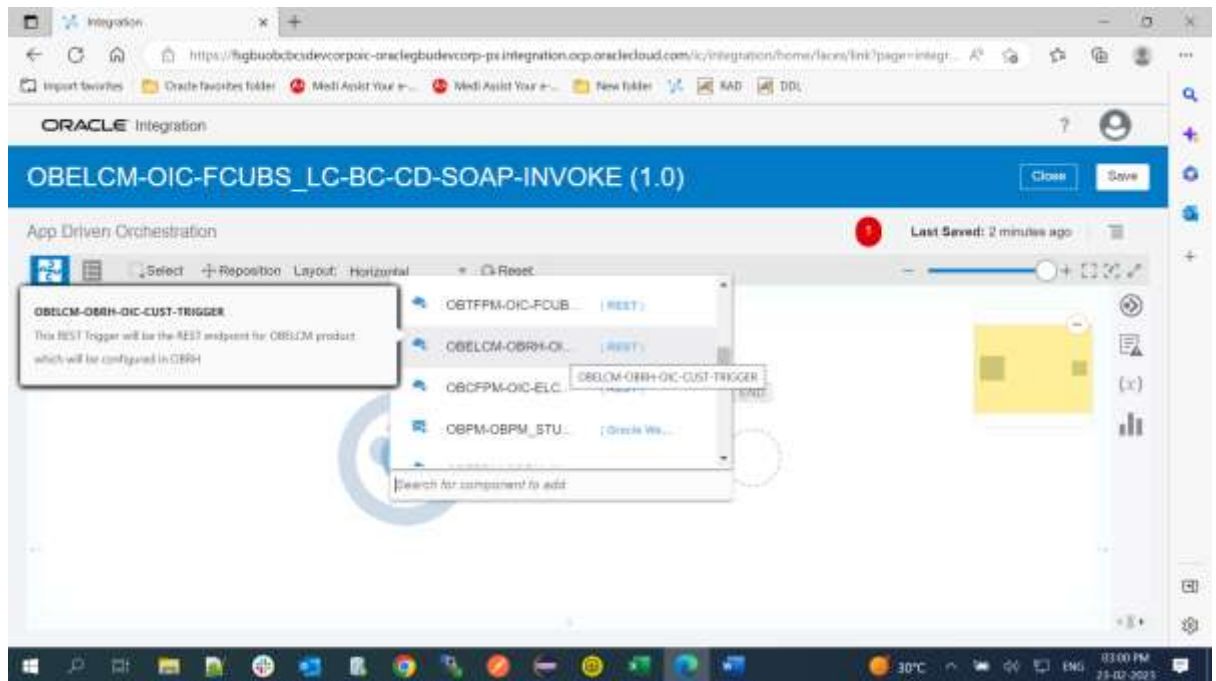 Integration
https://fsgbuobcbcsdevcorpoic-oraclegbudevcorp-px.integration.ocp.oraclecloud.com/ic/integration/home/faces/link?page=integr...
Import favorites
Oracle favorites folder
Medi Assist Your e-...
Medi Assist Your e-...
New folder
RAD
DDL
ORACLE Integration
?
OBELCM-OIC-FCUBS_LC-BC-CD-SOAP-INVOKE (1.0)
Close
Save
App Driven Orchestration
1
Last Saved: 2 minutes ago
Select
Reposition
Layout: Horizontal
Reset
OBELCM-OBRH-OIC-CUST-TRIGGER
This REST Trigger will be the REST endpoint for OBELCM product
which will be configured in OBRH
OBTFPM-OIC-FCUB... ( REST )
OBELCM-OBRH-OI... ( REST )
OBELCM-OBRH-OIC-CUST-TRIGGER
OBCFPM-OIC-ELC...
END
OBPM-OBPM_STU... ( Oracle We...
Search for component to add
(x)
30°C
ENG
03:00 PM
23-02-2023